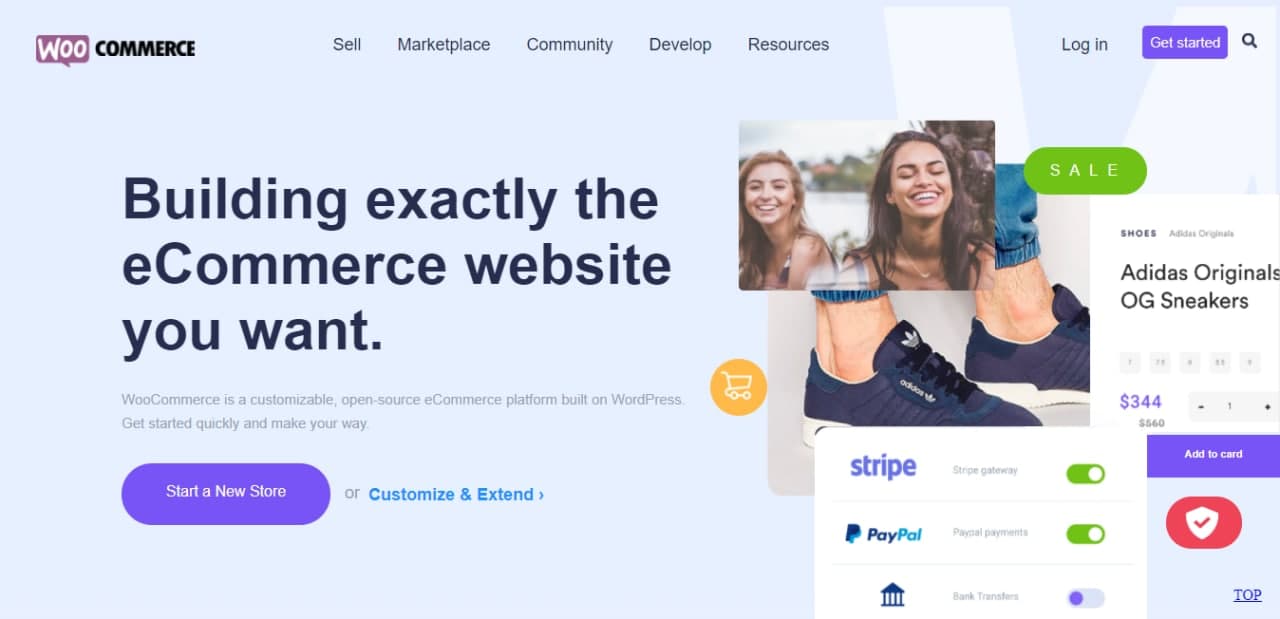 WOO COMMERCE
Sell Marketplace Community Develop Resources
Log in Get started
Building exactly the
eCommerce website
you want.
WooCommerce is a customizable, open-source eCommerce platform built on WordPress.
Get started quickly and make your way.
Start a New Store or Customize & Extend ›
SALE
SHOES Adidas Originals
Adidas Originals
OG Sneakers
7 7.5 8 8.5 9
$344
$560
- 1 +
Add to card
adidas
stripe Stripe gateway
PayPal Paypal payments
Bank Transfers
TOP